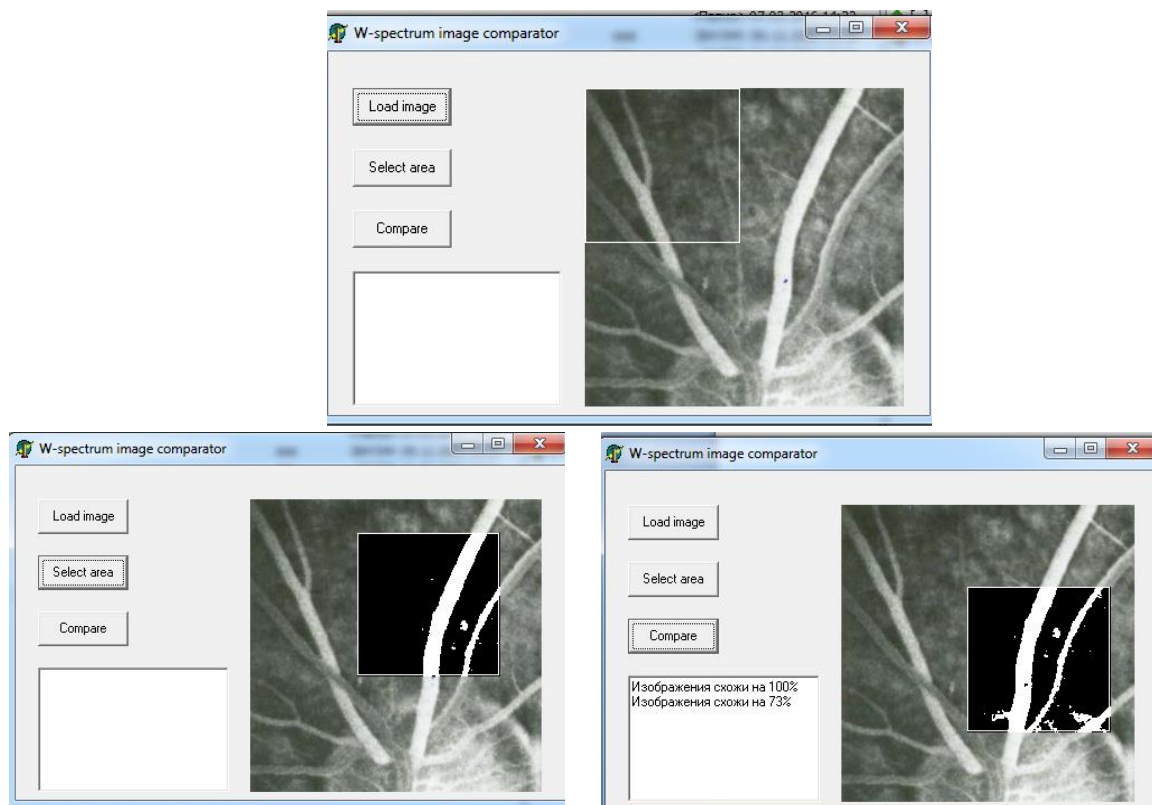 W-spectrum image comparator
Load image
Select area
Compare
W-spectrum image comparator
Load image
Select area
Compare
W-spectrum image comparator
Load image
Select area
Compare
Изображения схожи на 100%
Изображения схожи на 73%